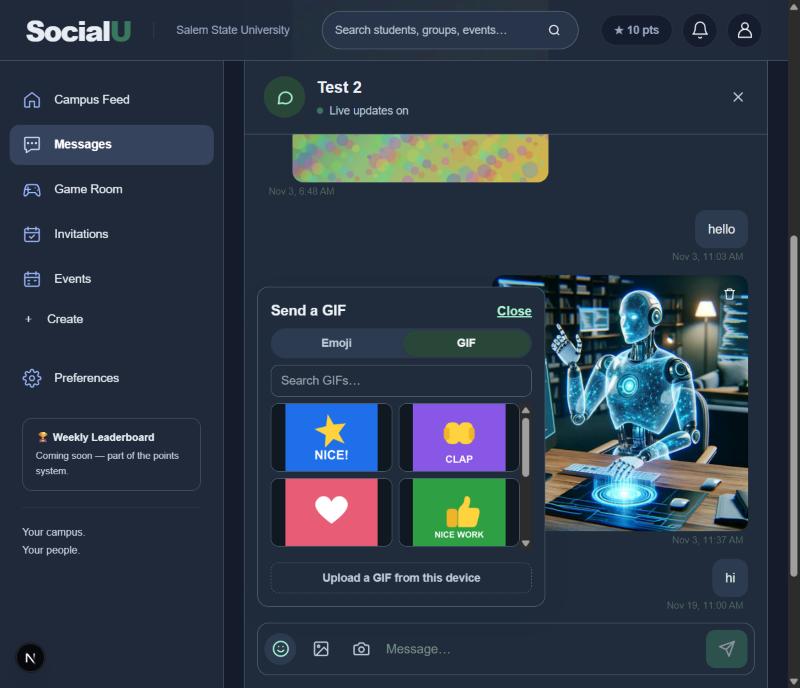 SocialU
Salem State University
Search students, groups, events…
★ 10 pts
Campus Feed
Messages
Game Room
Invitations
Events
+ Create
Preferences
🏆 Weekly Leaderboard
Coming soon — part of the points
system.
Your campus.
Your people.
N
Test 2
Live updates on
Nov 3, 6:48 AM
hello
Nov 3, 11:03 AM
Send a GIF
Close
Emoji
GIF
Search GIFs…
NICE!
CLAP
NICE WORK
Upload a GIF from this device
Nov 3, 11:37 AM
hi
Nov 19, 11:00 AM
Message…